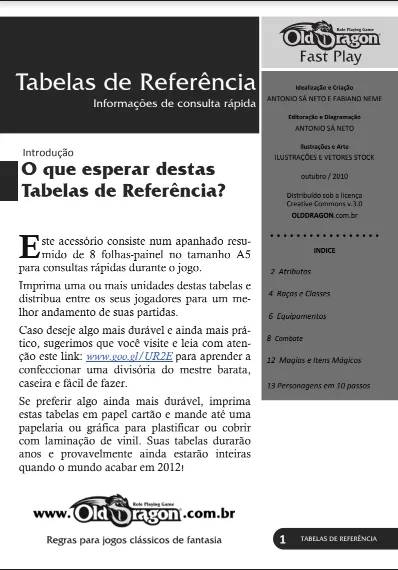 Tabelas de Referência
Informações de consulta rápida
Introdução
O que esperar destas
Tabelas de Referência?
Este acessório consiste num apanhado resu-
mido de 8 folhas-painel no tamanho A5
para consultas rápidas durante o jogo.
Imprima uma ou mais unidades destas tabelas e
distribua entre os seus jogadores para um me-
lhor andamento de suas partidas.
Caso deseje algo mais durável e ainda mais prá-
tico, sugerimos que você visite e leia com aten-
ção este link: www.goo.gl/UR2E para aprender a
confeccionar uma divisória do mestre barata,
caseira e fácil de fazer.
Se preferir algo ainda mais durável, imprima
estas tabelas em papel cartão e mande até uma
papelaria ou gráfica para plastificar ou cobrir
com laminação de vinil. Suas tabelas durarão
anos e provavelmente ainda estarão inteiras
quando o mundo acabar em 2012!
Role Playing Game
www.OldDragon.com.br
Regras para jogos clássicos de fantasia
Role Playing Game
OldDragon
Fast Play
Idealização e Criação
ANTONIO SÁ NETO E FABIANO NEME
Editoração e Diagramação
ANTONIO SÁ NETO
Ilustrações e Arte
ILUSTRAÇÕES E VETORES STOCK
outubro / 2010
Distribuído sob a licença
Creative Commons v.3.0
OLDDRAGON.com.br
INDICE
2 Atributos
4 Raças e Classes
6 Equipamentos
8 Combate
12 Magias e Itens Mágicos
13 Personagens em 10 passos
1 TABELAS DE REFERÊNCIA